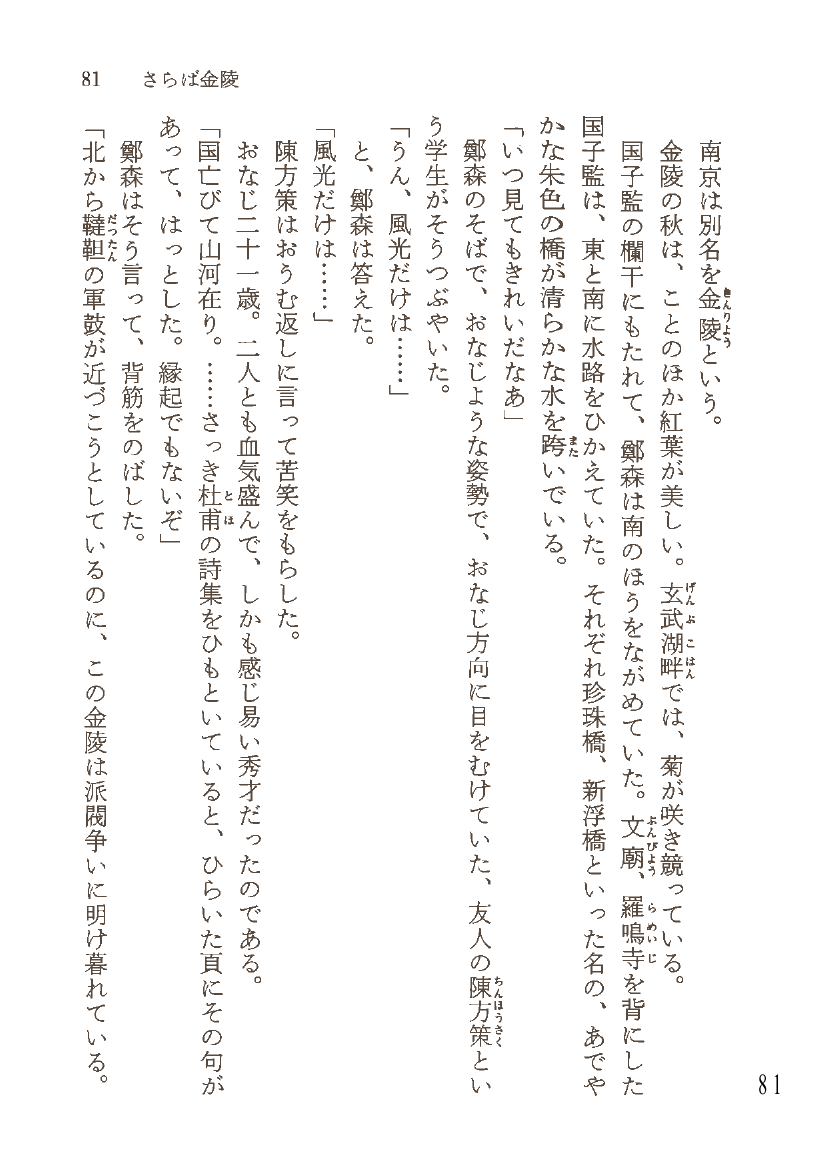 81　さらば金陵
南京は別名を金陵という。
金陵の秋は、ことのほか紅葉が美しい。玄武湖畔では、菊が咲き競っている。
国子監の欄干にもたれて、鄭森は南のほうをながめていた。文廟、羅鳴寺を背にした
国子監は、東と南に水路をひかえていた。それぞれ珍珠橋、新浮橋といった名の、あでや
かな朱色の橋が清らかな水を跨いでいる。
「いつ見てもきれいだなあ」
鄭森のそばで、おなじような姿勢で、おなじ方向に目をむけていた、友人の陳方策とい
う学生がそうつぶやいた。
「うん、風光だけは……」
と、鄭森は答えた。
「風光だけは……」
陳方策はおうむ返しに言って苦笑をもらした。
おなじ二十一歳。二人とも血気盛んで、しかも感じ易い秀才だったのである。
「国亡びて山河在り。……さっき杜甫の詩集をひもといていると、ひらいた頁にその句が
あって、はっとした。縁起でもないぞ」
鄭森はそう言って、背筋をのばした。
「北から韃靼の軍鼓が近づこうとしているのに、この金陵は派閥争いに明け暮れている。
81